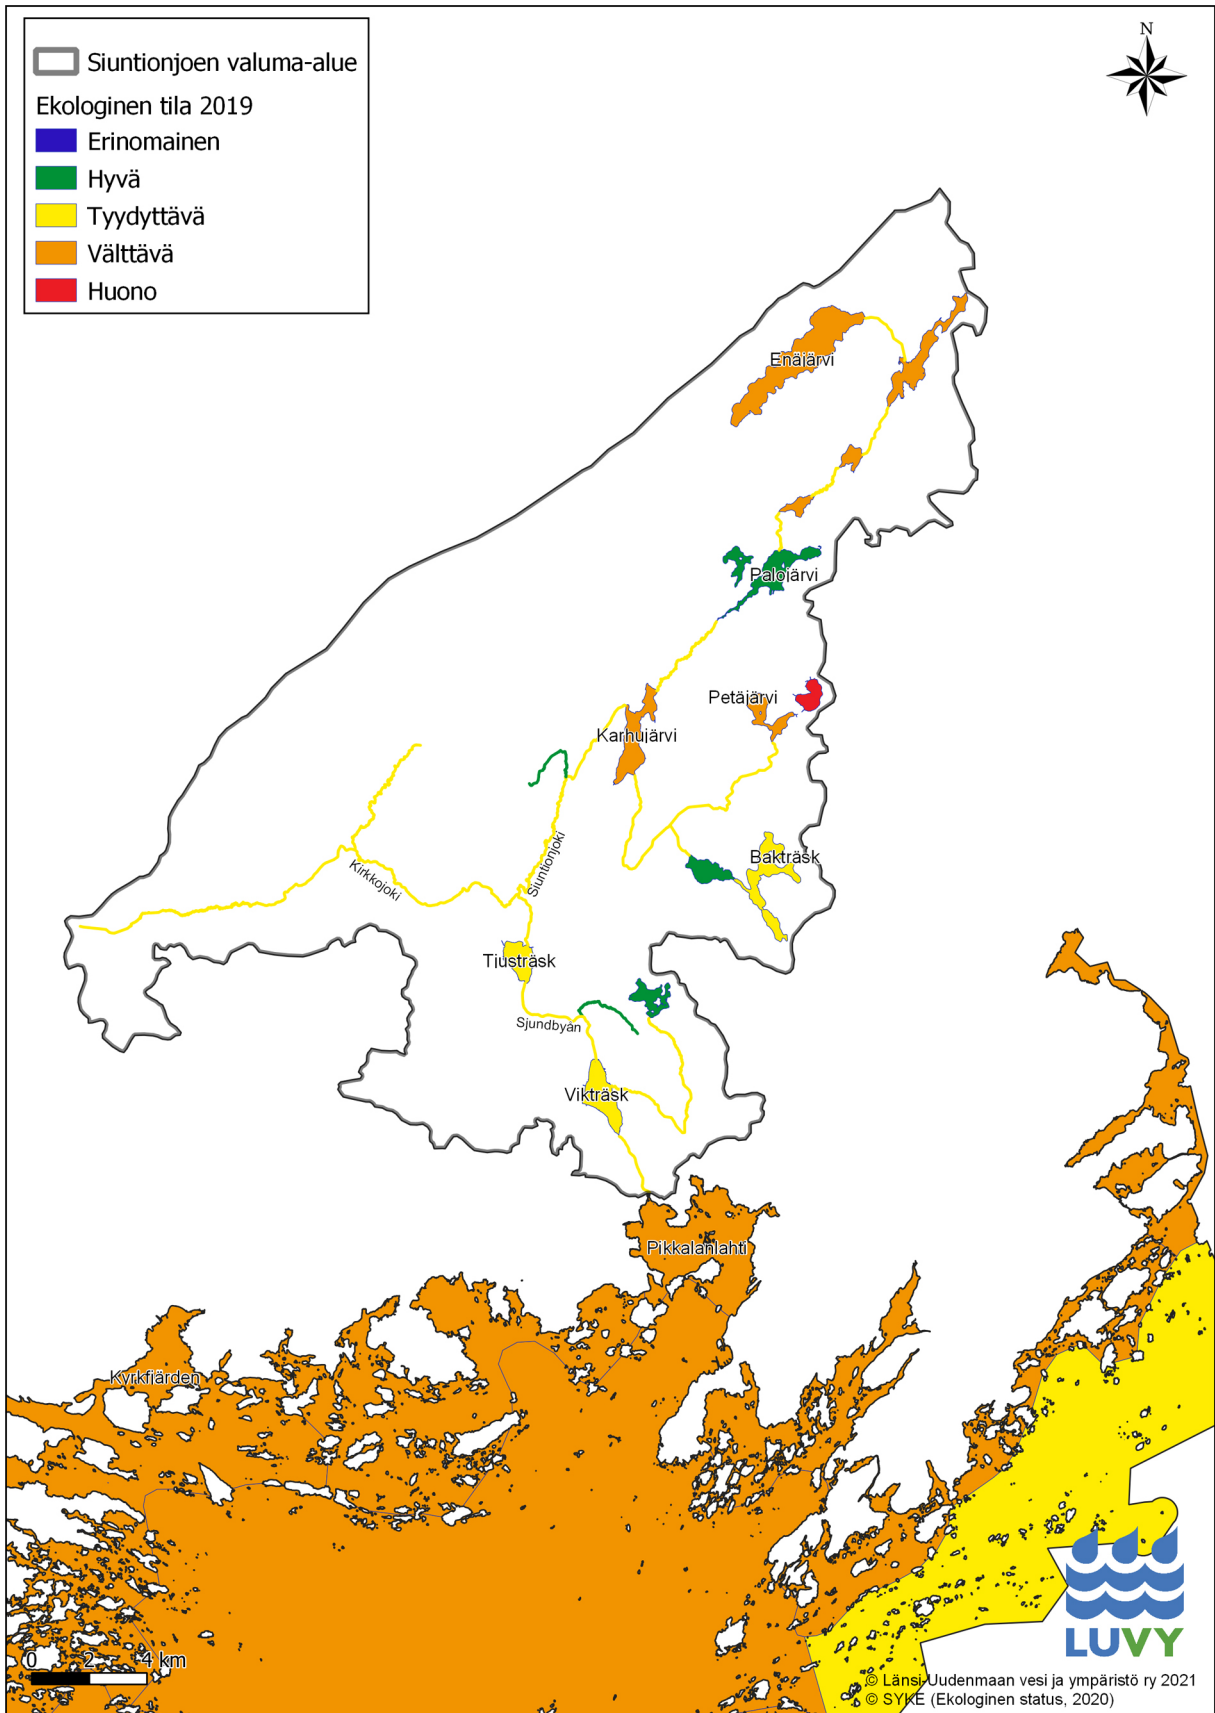 Siuntionjoen valuma-alue
Ekologinen tila 2019
Erinomainen
Hyvä
Tyydyttävä
Välttävä
Huono
N
Enäjärvi
Palojärvi
Petäjärvi
Karhujärvi
Bakträsk
Siuntionjoki
Kirkkojoki
Tjusträsk
Sjundbyån
Vikträsk
Pikkalanlahti
Kyrkfjärden
LUVY
0 2 4 km
© Länsi-Uudenmaan vesi ja ympäristö ry 2021
© SYKE (Ekologinen status, 2020)